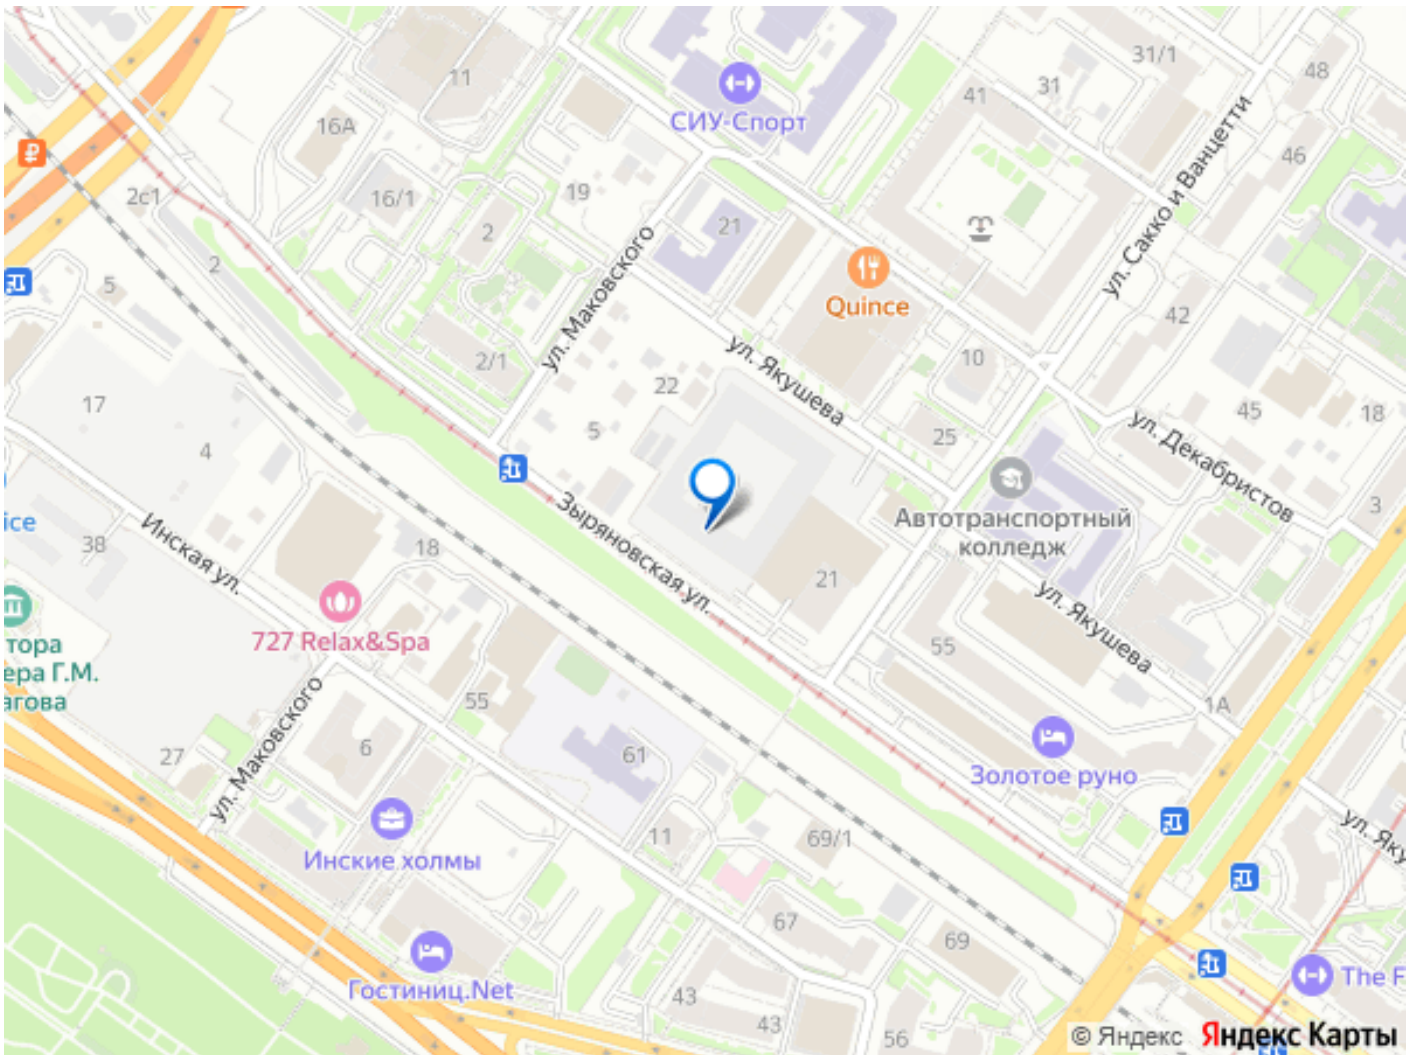 11
31/1
48
31
41
СИУ-Спорт
16А
46
2с1
16/1
19
2
21
ул. Сакко и Ванцетти
ул. Маковского
2
5
Quince
42
ул. Якушева
2/1
10
22
17
45
18
5
25
4
ул. Декабристов
3
Автотранспортный
колледж
ice
Инская ул.
38
18
Зыряновская ул.
21
727 Relax&Spa
тора
ера Г.М.
агова
ул. Якушева
55
ул. Маковского
55
1А
27
6
61
Золотое руно
Инские холмы
11
69/1
ул. Яку
67
69
Гостиниц.Net
43
43
56
The F
© Яндекс Яндекс Карты